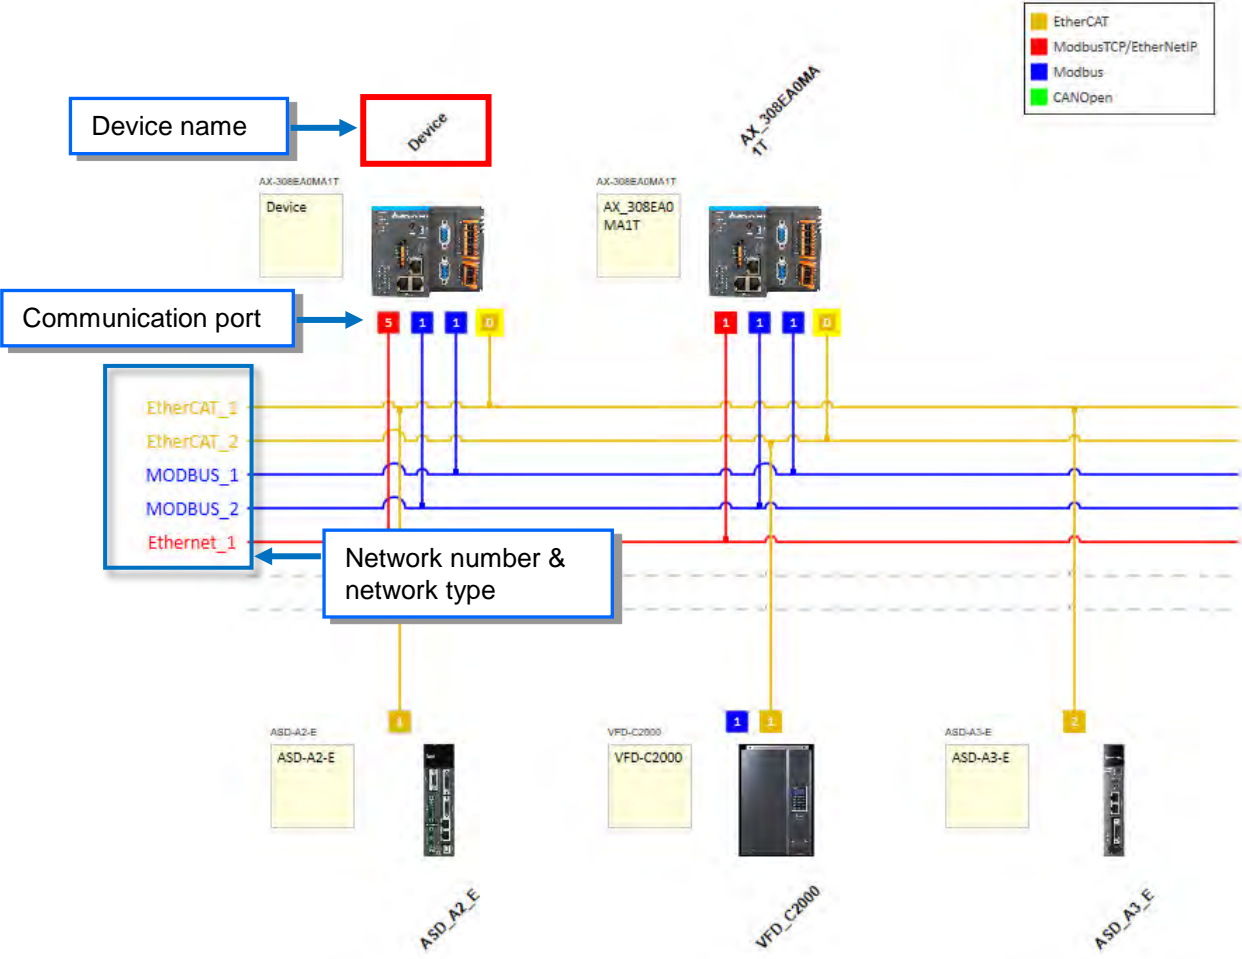 EtherCAT
ModbusTCP/EtherNetIP
Modbus
CANOpen
Device name
Device
AX_308EA0MA
1T
AX-308EA0MA1T
Device
AX-308EA0MA1T
AX_308EA0
MA1T
Communication port
5 1 1 0
1 1 1 0
EtherCAT_1
EtherCAT_2
MODBUS_1
MODBUS_2
Ethernet_1
Network number &
network type
1
1 1
2
ASD-A2-E
ASD-A2-E
VFD-C2000
VFD-C2000
ASD-A3-E
ASD-A3-E
ASD_A2_E
VFD_C2000
ASD_A3_E